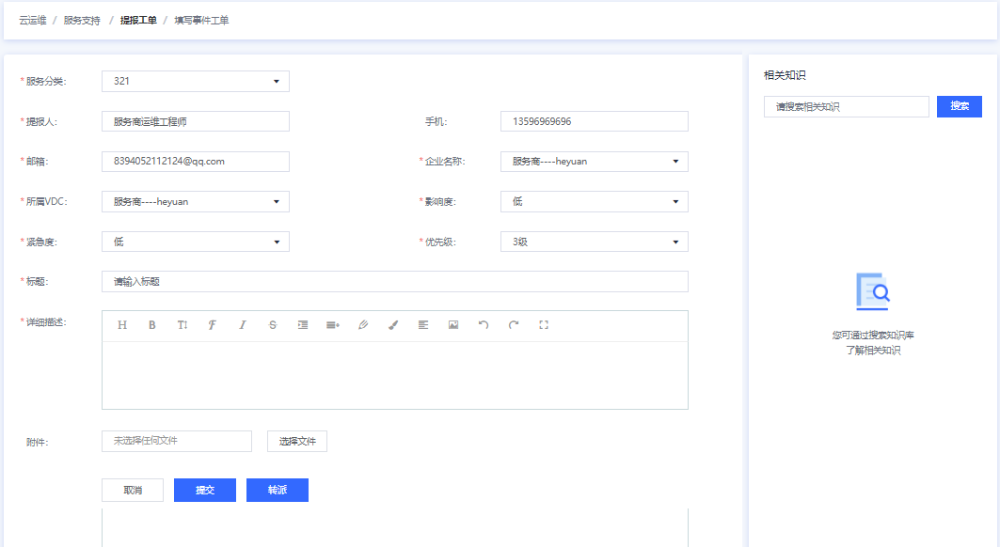 云运维 / 服务支持 / 提报工单 / 填写事件工单
* 服务分类: 321
* 提报人: 服务商运维工程师 手机: 13596969696
* 邮箱: 8394052112124@qq.com * 企业名称: 服务商----heyuan
* 所属VDC: 服务商----heyuan * 影响度: 低
* 紧急度: 低 * 优先级: 3级
* 标题: 请输入标题
* 详细描述:
附件: 未选择任何文件 选择文件
取消 提交 转派
相关知识
请搜索相关知识 搜索
您可通过搜索知识库
了解相关知识